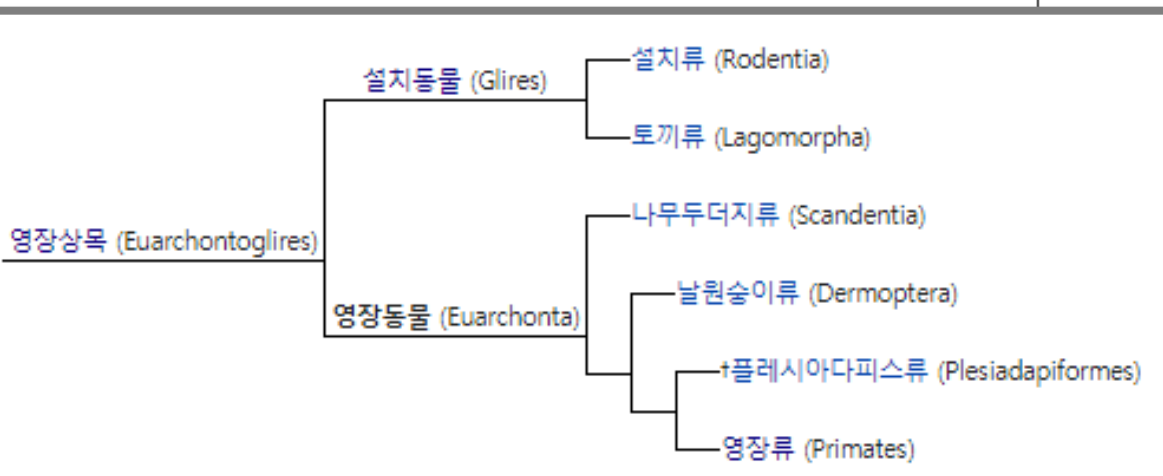 설치류 (Rodentia)
설치동물 (Glires)
토끼류 (Lagomorpha)
나무두더지류 (Scandentia)
영장상목 (Euarchontoglires)
날원숭이류 (Dermoptera)
영장동물 (Euarchonta)
†플레시아다피스류 (Plesiadapiformes)
영장류 (Primates)